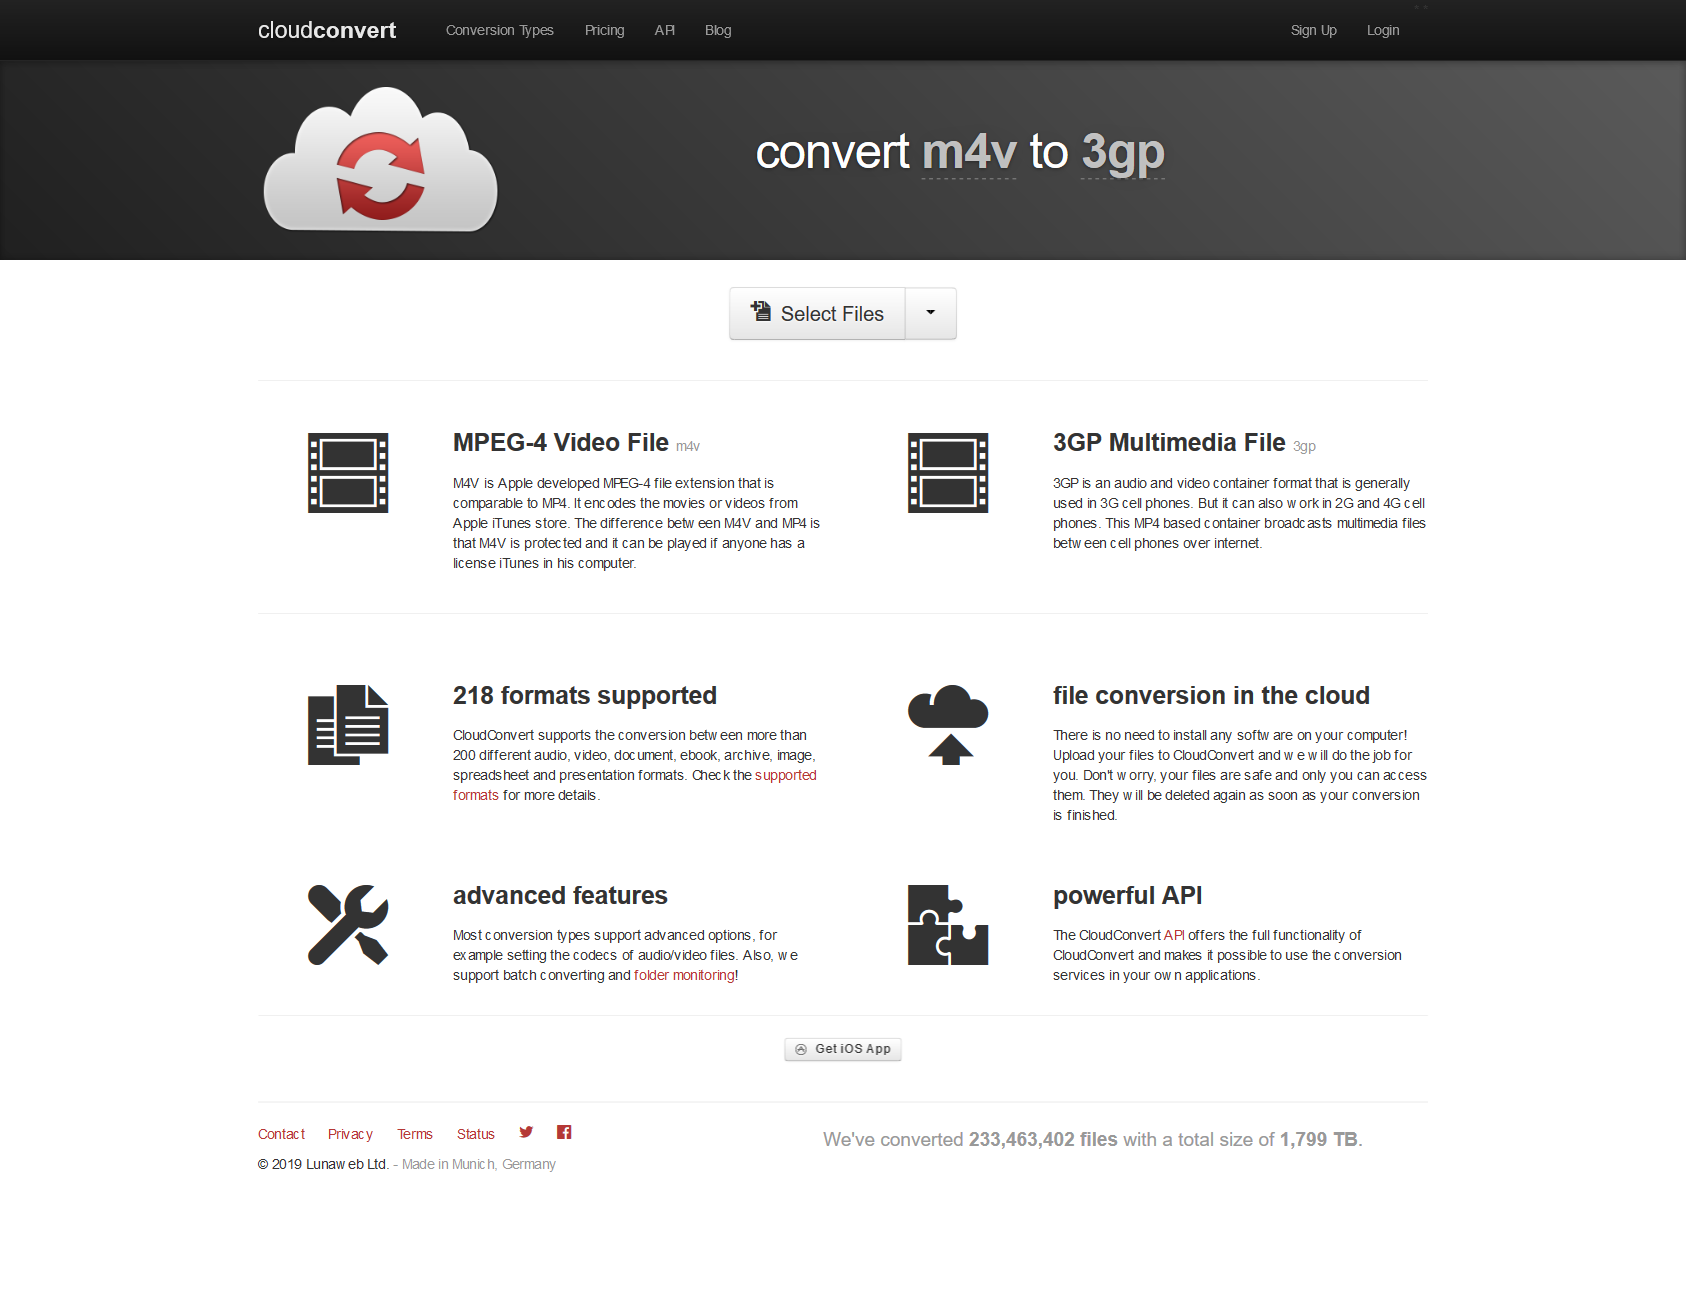 cloudconvert
Conversion Types
Pricing
API
Blog
Sign Up
Login
convert m4v to 3gp
Select Files
MPEG-4 Video File m4v
M4V is Apple developed MPEG-4 file extension that is
comparable to MP4. It encodes the movies or videos from
Apple iTunes store. The difference between M4V and MP4 is
that M4V is protected and it can be played if anyone has a
license iTunes in his computer.
3GP Multimedia File 3gp
3GP is an audio and video container format that is generally
used in 3G cell phones. But it can also work in 2G and 4G cell
phones. This MP4 based container broadcasts multimedia files
between cell phones over internet.
218 formats supported
CloudConvert supports the conversion between more than
200 different audio, video, document, ebook, archive, image,
spreadsheet and presentation formats. Check the supported
formats for more details.
file conversion in the cloud
There is no need to install any software on your computer!
Upload your files to CloudConvert and we will do the job for
you. Don't worry, your files are safe and only you can access
them. They will be deleted again as soon as your conversion
is finished.
advanced features
Most conversion types support advanced options, for
example setting the codecs of audio/video files. Also, we
support batch converting and folder monitoring!
powerful API
The CloudConvert API offers the full functionality of
CloudConvert and makes it possible to use the conversion
services in your own applications.
Get iOS App
Contact
Privacy
Terms
Status
We've converted 233,463,402 files with a total size of 1,799 TB.
© 2019 Lunaweb Ltd. - Made in Munich, Germany